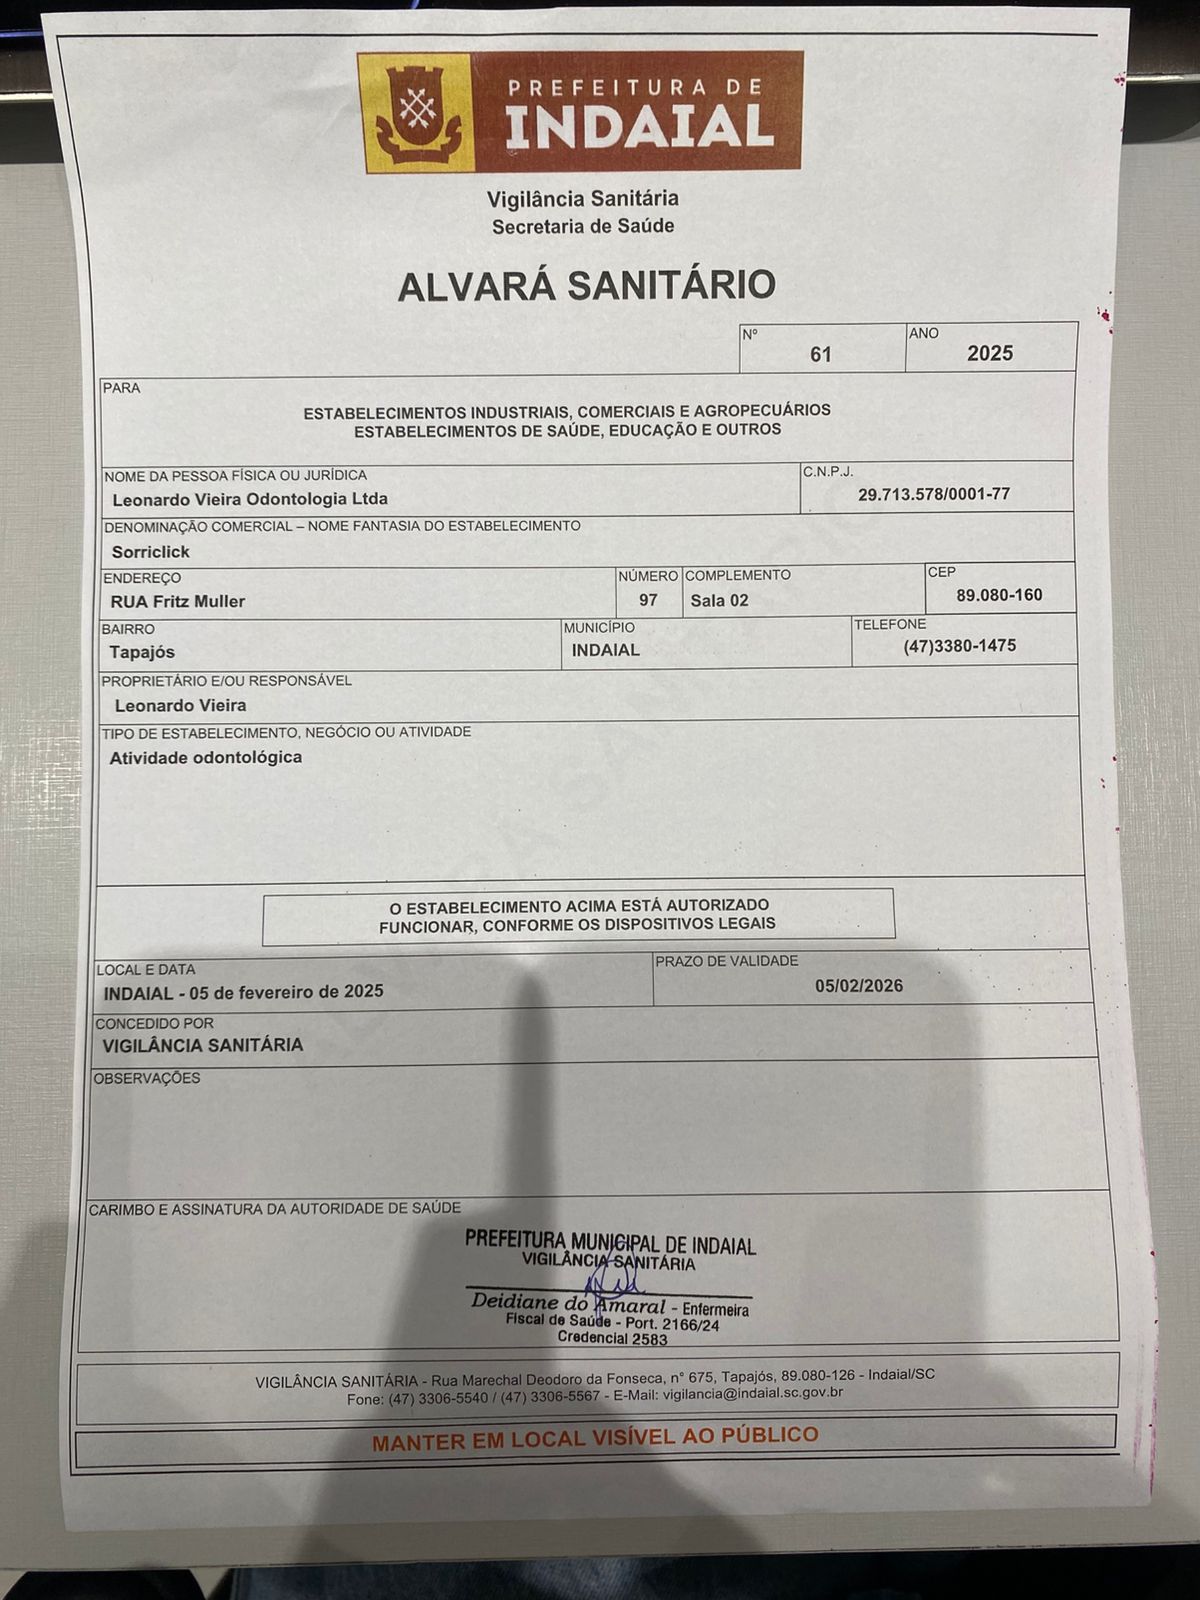 PREFEITURA DE
INDAIAL
Vigilância Sanitária
Secretaria de Saúde
ALVARÁ SANITÁRIO
Nº
61
ANO
2025
PARA
ESTABELECIMENTOS INDUSTRIAIS, COMERCIAIS E AGROPECUÁRIOS
ESTABELECIMENTOS DE SAÚDE, EDUCAÇÃO E OUTROS
NOME DA PESSOA FÍSICA OU JURÍDICA
Leonardo Vieira Odontologia Ltda
C.N.P.J.
29.713.578/0001-77
DENOMINAÇÃO COMERCIAL – NOME FANTASIA DO ESTABELECIMENTO
Sorriclick
ENDEREÇO
RUA Fritz Muller
NÚMERO
97
COMPLEMENTO
Sala 02
CEP
89.080-160
BAIRRO
Tapajós
MUNICÍPIO
INDAIAL
TELEFONE
(47)3380-1475
PROPRIETÁRIO E/OU RESPONSÁVEL
Leonardo Vieira
TIPO DE ESTABELECIMENTO, NEGÓCIO OU ATIVIDADE
Atividade odontológica
O ESTABELECIMENTO ACIMA ESTÁ AUTORIZADO
FUNCIONAR, CONFORME OS DISPOSITIVOS LEGAIS
LOCAL E DATA
INDAIAL - 05 de fevereiro de 2025
PRAZO DE VALIDADE
05/02/2026
CONCEDIDO POR
VIGILÂNCIA SANITÁRIA
OBSERVAÇÕES
CARIMBO E ASSINATURA DA AUTORIDADE DE SAÚDE
PREFEITURA MUNICIPAL DE INDAIAL
VIGILÂNCIA SANITÁRIA
Deidiane do Amaral - Enfermeira
Fiscal de Saúde - Port. 2166/24
Credencial 2583
VIGILÂNCIA SANITÁRIA - Rua Marechal Deodoro da Fonseca, n° 675, Tapajós, 89.080-126 - Indaial/SC
Fone: (47) 3306-5540 / (47) 3306-5567 - E-Mail: vigilancia@indaial.sc.gov.br
MANTER EM LOCAL VISÍVEL AO PÚBLICO